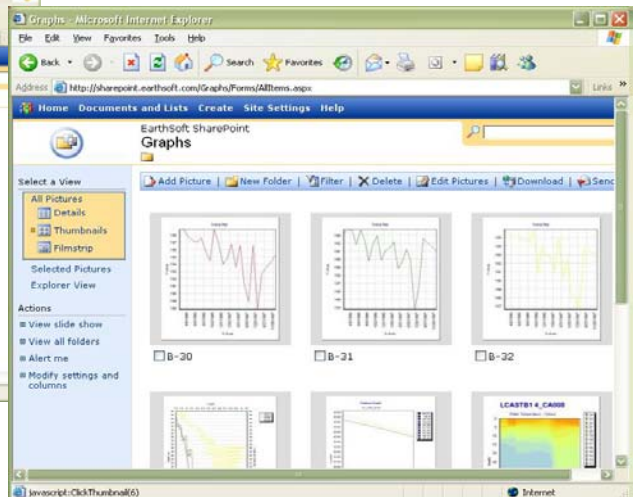 Graphs - Microsoft Internet Explorer
File Edit View Favorites Tools Help
Back Search Favorites
Address http://sharepoint.earthsoft.com/Graphs/Forms/AllItems.aspx Links
Home Documents and Lists Create Site Settings Help
EarthSoft SharePoint
Graphs
Select a View
Add Picture New Folder Filter Delete Edit Pictures Download Send
All Pictures
Details
Thumbnails
Filmstrip
Selected Pictures
Explorer View
Actions
View slide show
View all folders
Alert me
Modify settings and
columns
B-30 B-31 B-32
LCASTB1 4_CA008
javascript:ClickThumbnail(6) Internet